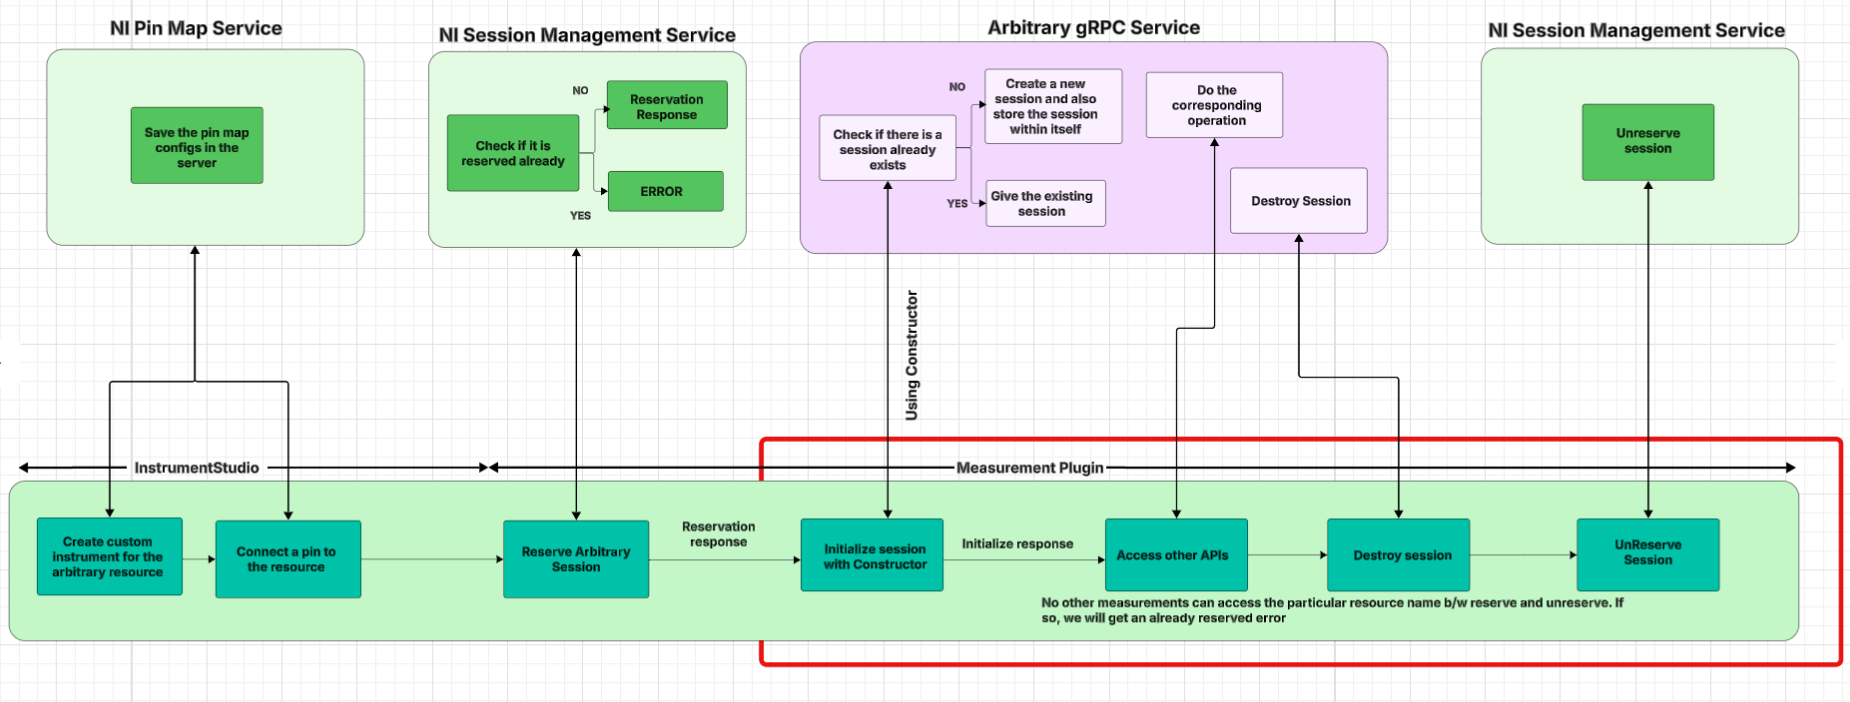 NI Pin Map Service
Save the pin map
configs in the
server
NI Session Management Service
Check if it is
reserved already
NO
Reservation
Response
ERROR
YES
Arbitrary gRPC Service
Check if there is a
session already
exists
NO
Create a new
session and also
store the session
within itself
YES
Give the existing
session
Do the
corresponding
operation
Destroy Session
NI Session Management Service
Unreserve
session
Using Constructor
InstrumentStudio
Measurement Plugin
Create custom
instrument for the
arbitrary resource
Connect a pin to
the resource
Reserve Arbitrary
Session
Reservation
response
Initialize session
with Constructor
Initialize response
Access other APIs
Destroy session
UnReserve
Session
No other measurements can access the particular resource name b/w reserve and unreserve. If
so, we will get an already reserved error